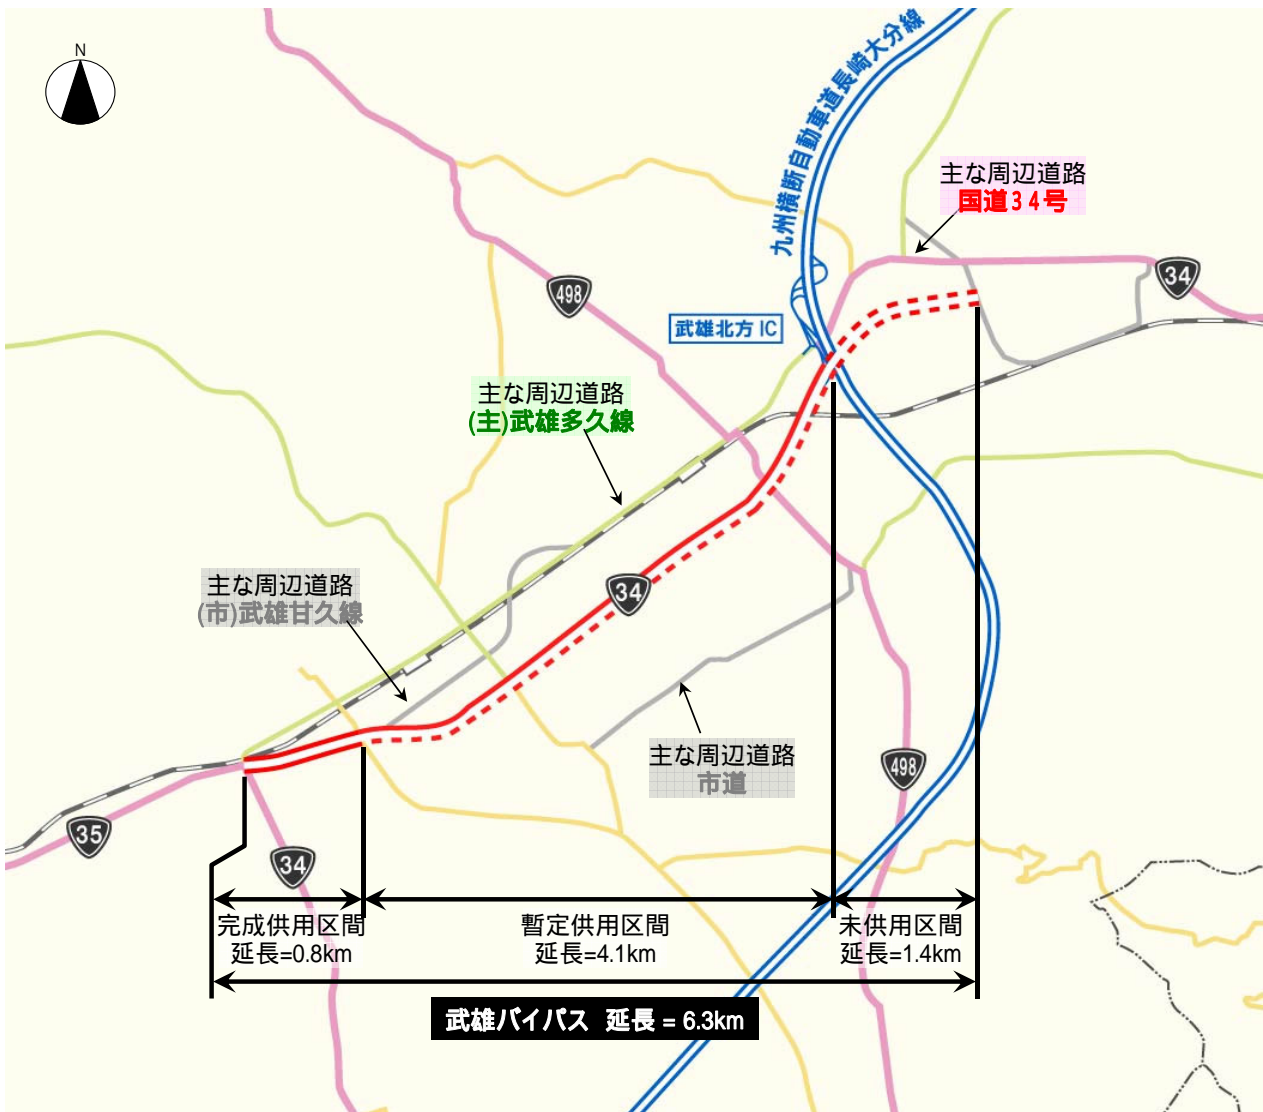 N
九州横断自動車道長崎大分線
主な周辺道路
国道34号
34
498
武雄北方 IC
主な周辺道路
(主)武雄多久線
主な周辺道路
(市)武雄甘久線
34
主な周辺道路
市道
498
35
34
完成供用区間
延長=0.8km
暫定供用区間
延長=4.1km
未供用区間
延長=1.4km
武雄バイパス 延長 = 6.3km